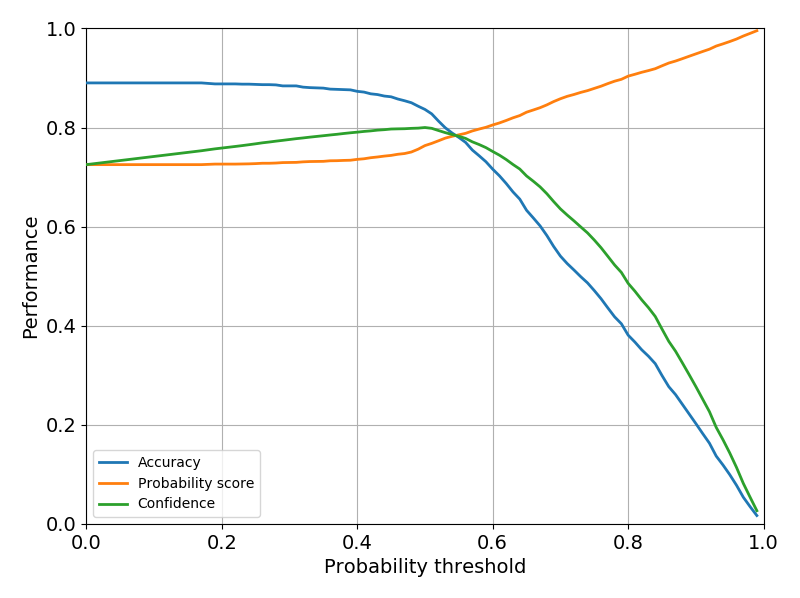 1.0
0.8
0.6
0.4
0.2
0.0
Performance
Accuracy
Probability score
Confidence
0.0 0.2 0.4 0.6 0.8 1.0
Probability threshold